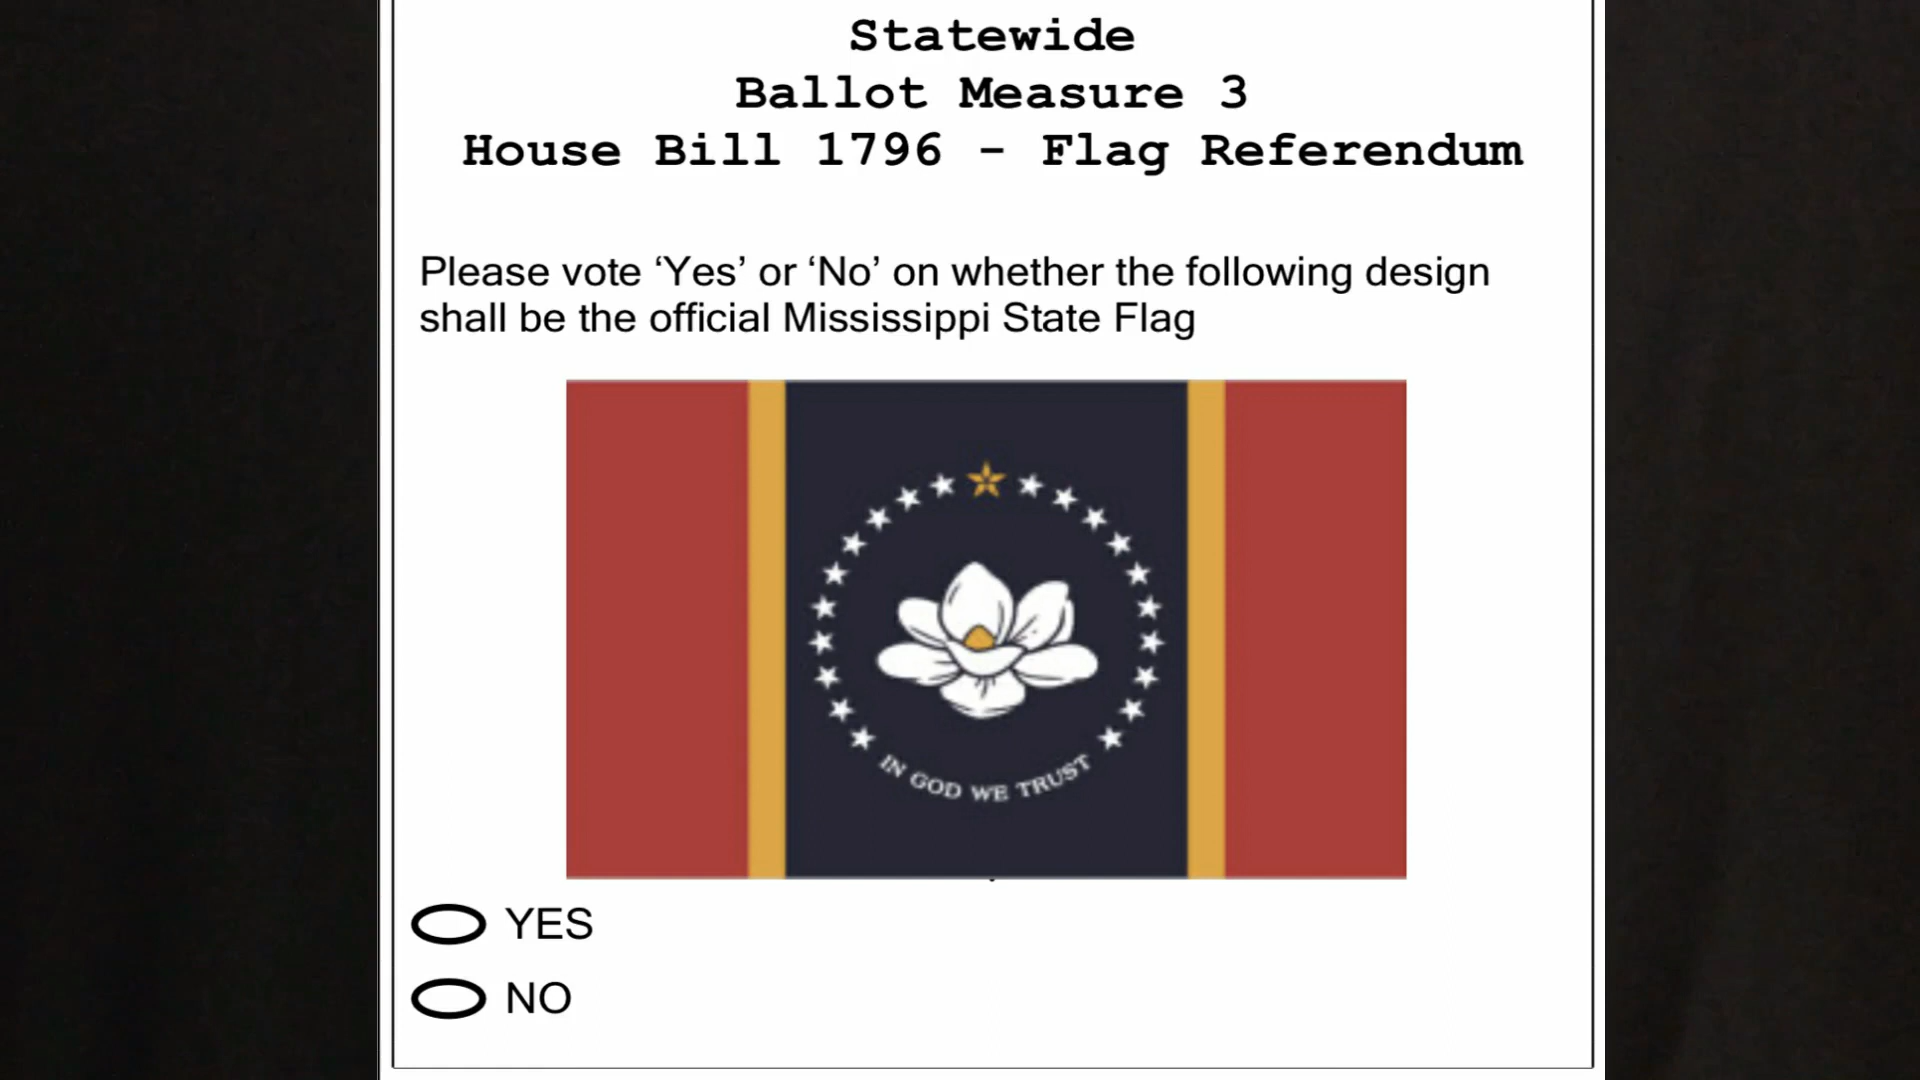 Statewide
Ballot Measure 3
House Bill 1796 - Flag Referendum
Please vote ‘Yes’ or ‘No’ on whether the following design
shall be the official Mississippi State Flag
IN GOD WE TRUST
YES
NO